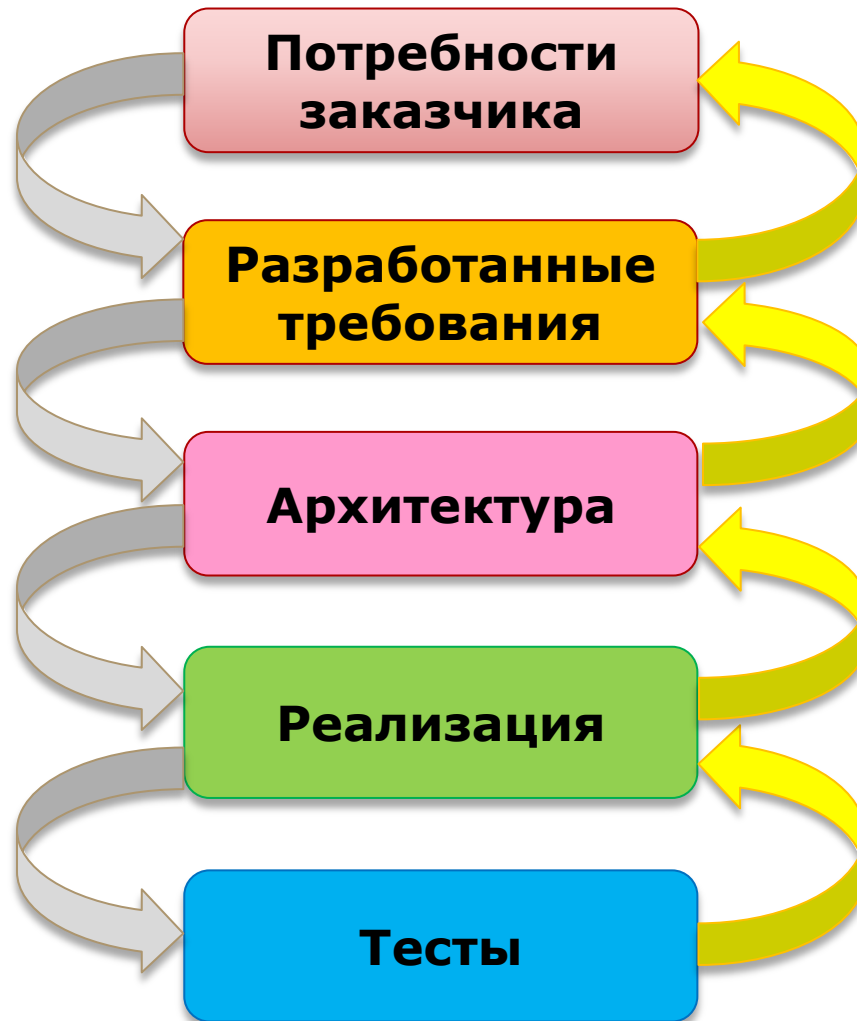 Потребности
заказчика
Разработанные
требования
Архитектура
Реализация
Тесты